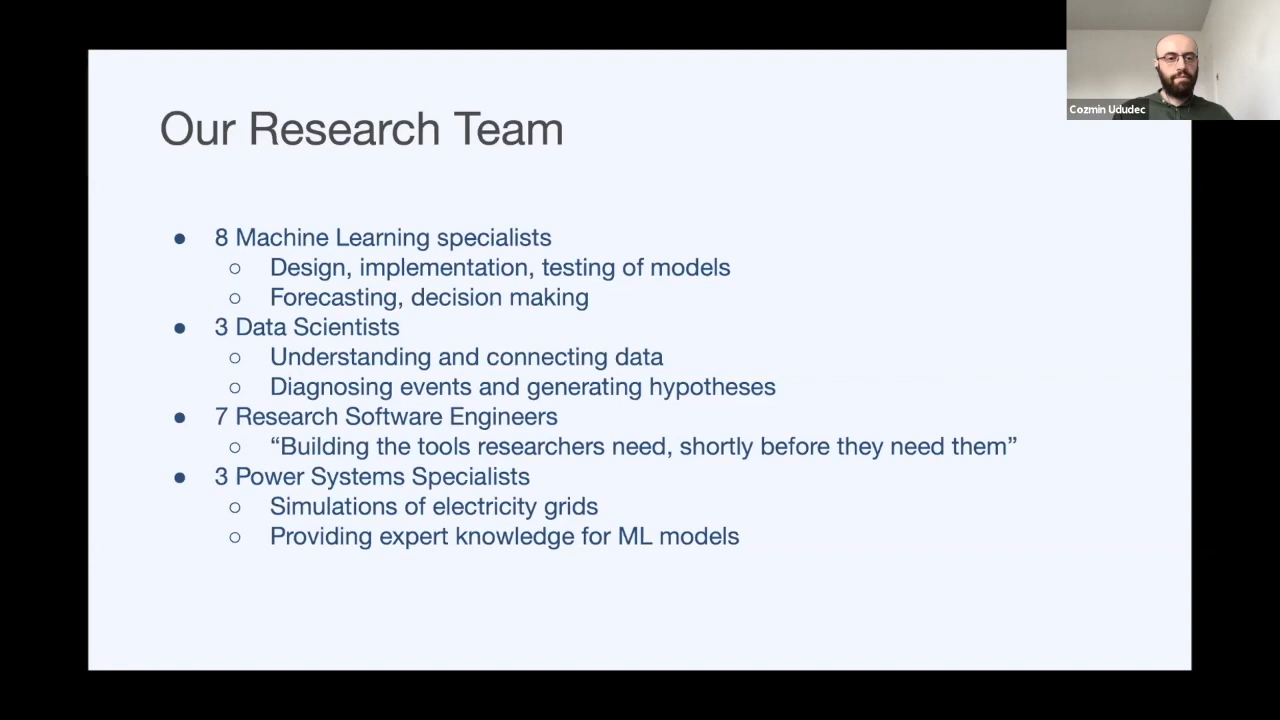 Our Research Team
● 8 Machine Learning specialists
○ Design, implementation, testing of models
○ Forecasting, decision making
● 3 Data Scientists
○ Understanding and connecting data
○ Diagnosing events and generating hypotheses
● 7 Research Software Engineers
○ “Building the tools researchers need, shortly before they need them”
● 3 Power Systems Specialists
○ Simulations of electricity grids
○ Providing expert knowledge for ML models
Cozmin Ududec